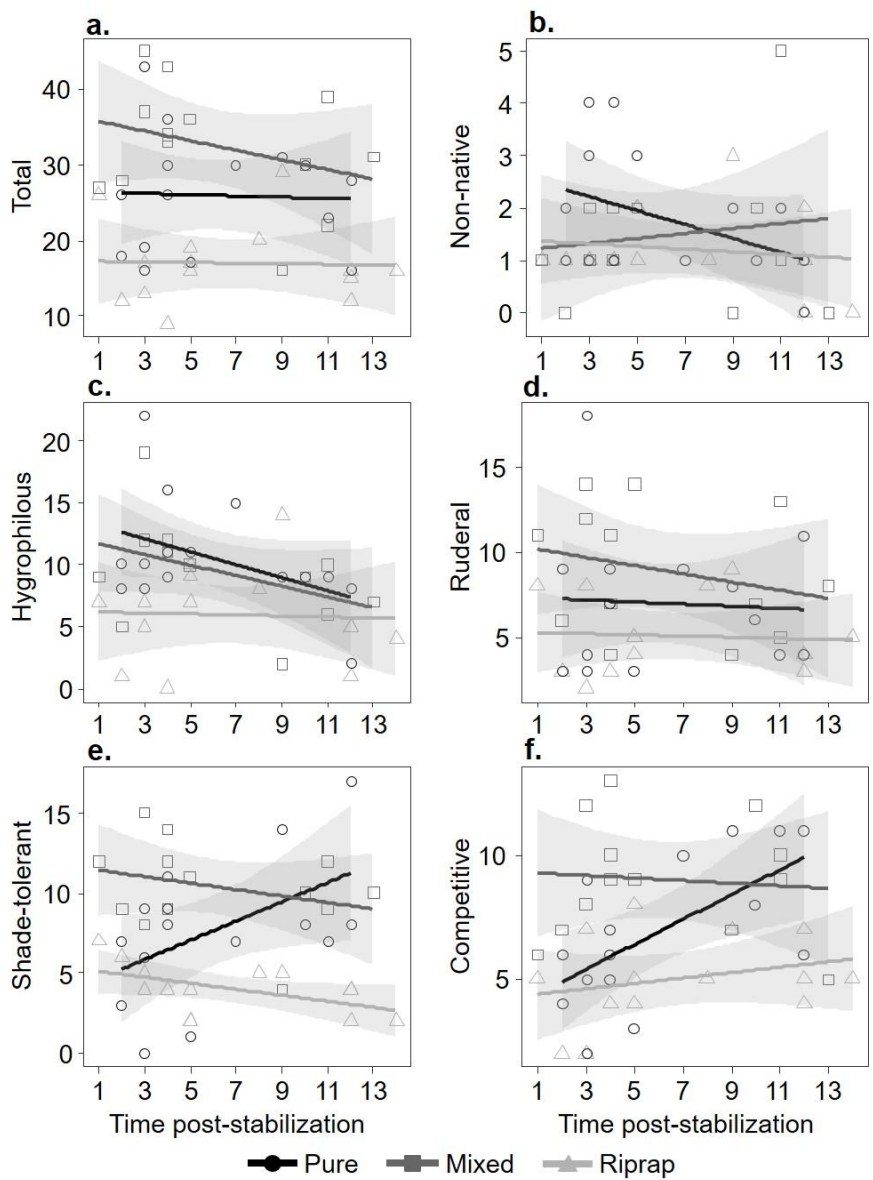 a.
b.
Total
40
30
20
10
1 3 5 7 9 11 13
Non-native
5
4
3
2
1
0
1 3 5 7 9 11 13
c.
d.
Hygrophilous
20
15
10
5
0
1 3 5 7 9 11 13
Ruderal
15
10
5
1 3 5 7 9 11 13
e.
f.
Shade-tolerant
15
10
5
0
1 3 5 7 9 11 13
Time post-stabilization
Competitive
10
5
1 3 5 7 9 11 13
Time post-stabilization
Pure Mixed Riprap